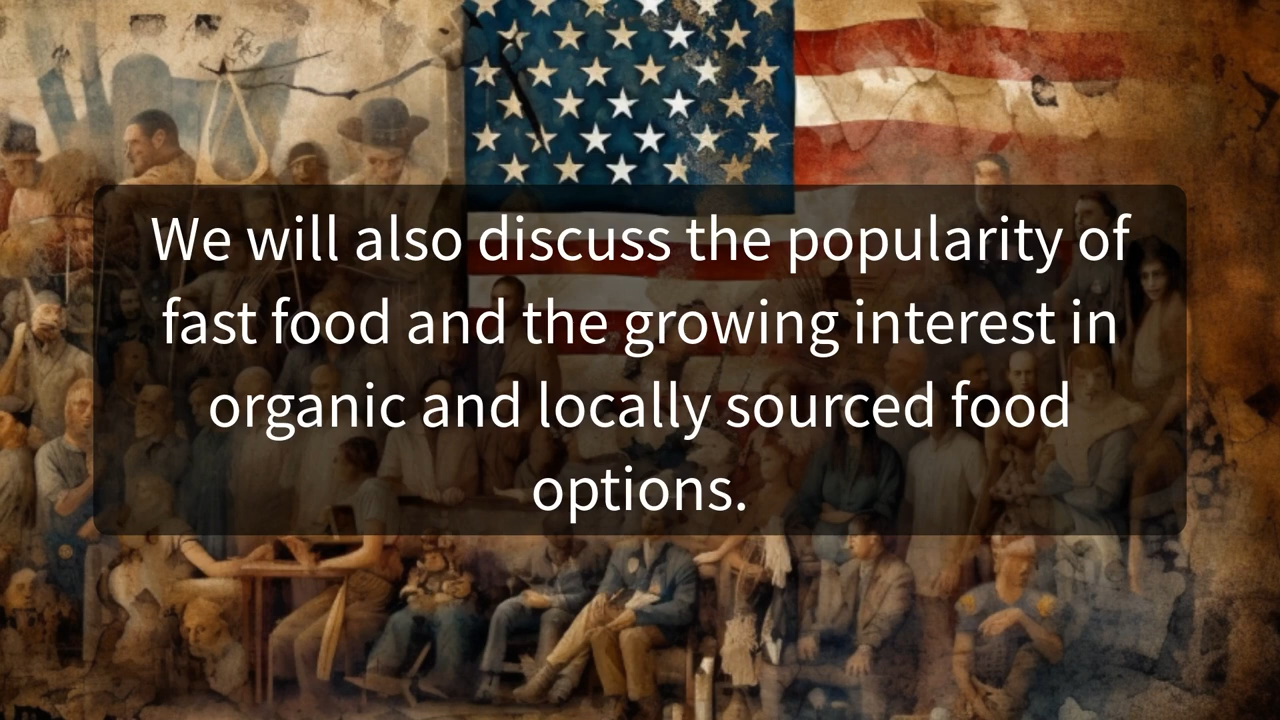 We will also discuss the popularity of
fast food and the growing interest in
organic and locally sourced food
options.